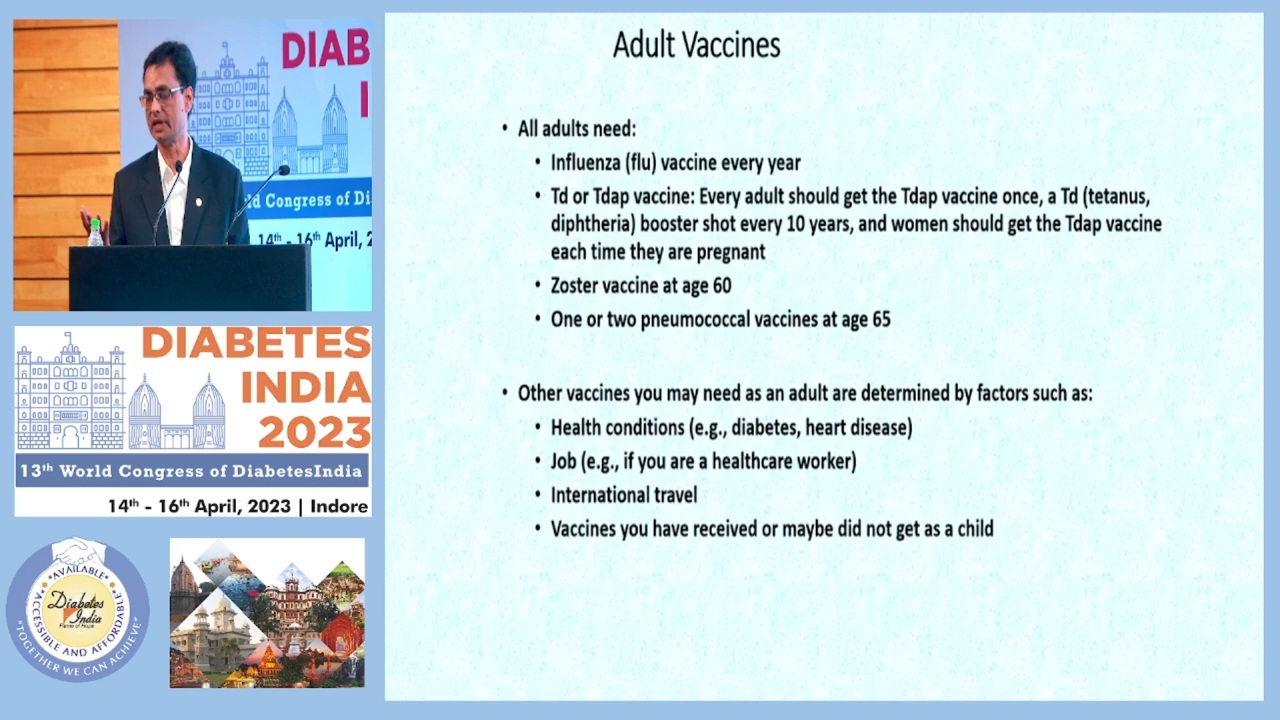 DIAB
I
ld Congress of Di
14th - 16th April, 2
DIABETES
INDIA
2023
13th World Congress of DiabetesIndia
14th - 16th April, 2023 | Indore
"AVAILABLE"
"ACCESSIBLE AND AFFORDABLE"
Diabetes
India
"TOGETHER WE CAN ACHIEVE"
Adult Vaccines
• All adults need:
• Influenza (flu) vaccine every year
• Td or Tdap vaccine: Every adult should get the Tdap vaccine once, a Td (tetanus,
diphtheria) booster shot every 10 years, and women should get the Tdap vaccine
each time they are pregnant
• Zoster vaccine at age 60
• One or two pneumococcal vaccines at age 65
• Other vaccines you may need as an adult are determined by factors such as:
• Health conditions (e.g., diabetes, heart disease)
• Job (e.g., if you are a healthcare worker)
• International travel
• Vaccines you have received or maybe did not get as a child